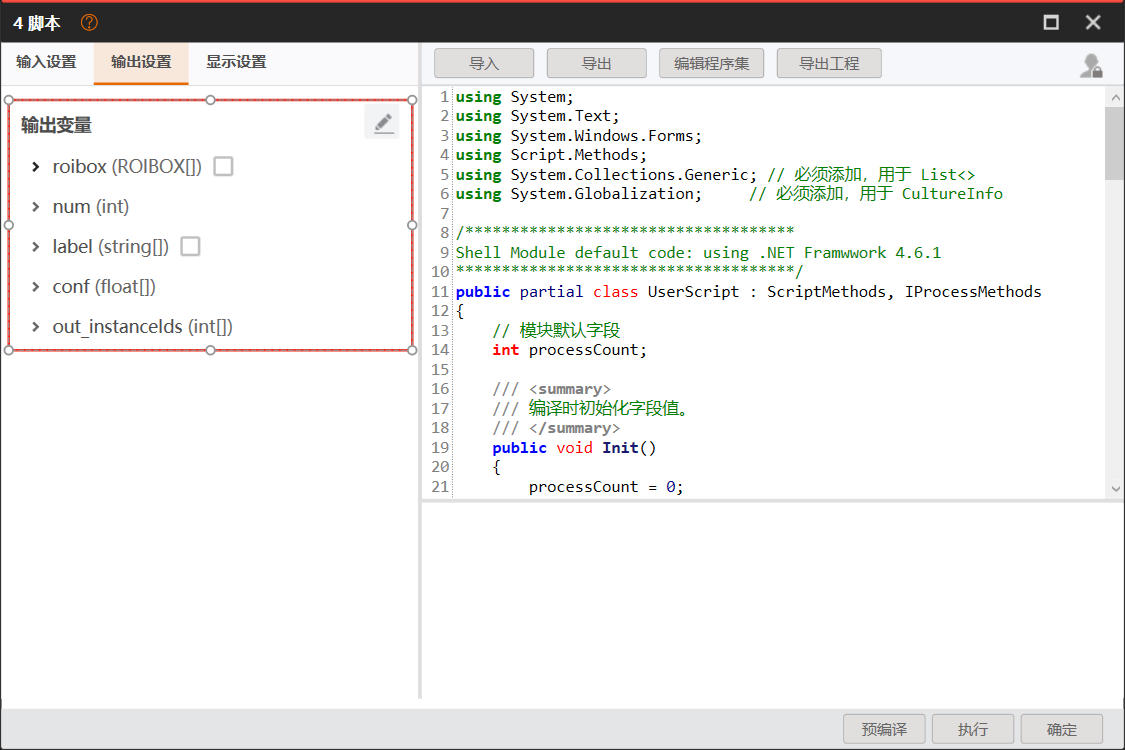 4 脚本
输入设置 输出设置 显示设置
输出变量
roibox (ROIBOX[])
num (int)
label (string[])
conf (float[])
out_instanceIds (int[])
导入 导出 编辑程序集 导出工程
1 using System;
2 using System.Text;
3 using System.Windows.Forms;
4 using Script.Methods;
5 using System.Collections.Generic; // 必须添加，用于 List<>
6 using System.Globalization;     // 必须添加，用于 CultureInfo
7
8 /************************************
9 Shell Module default code: using .NET Framwwork 4.6.1
10 *************************************/
11 public partial class UserScript : ScriptMethods, IProcessMethods
12 {
13     // 模块默认字段
14     int processCount;
15
16     /// <summary>
17     /// 编译时初始化字段值。
18     /// </summary>
19     public void Init()
20     {
21         processCount = 0;
预编译 执行 确定